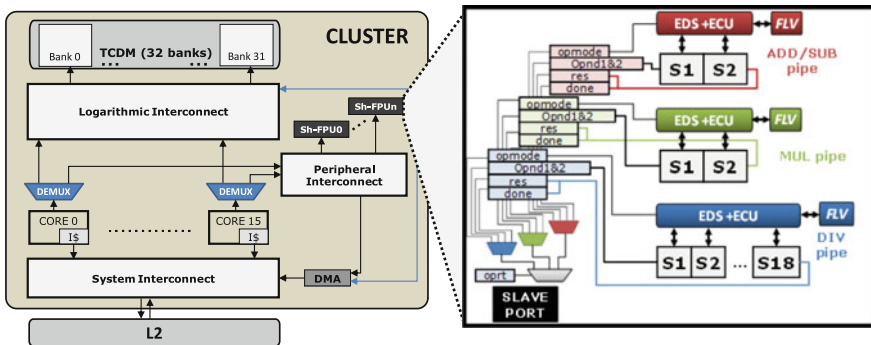 CLUSTER
TCDM (32 banks)
Bank 0
... ...
Bank 31
Logarithmic Interconnect
Sh-FPU0
Sh-FPUn
Peripheral
Interconnect
DEMUX
DEMUX
CORE 0
I$
CORE 15
I$
System Interconnect
DMA
L2
EDS +ECU
FLV
ADD/SUB
pipe
opmode
Opnd1&2
res
done
S1
S2
EDS +ECU
FLV
MUL pipe
opmode
Opnd1&2
res
done
S1
S2
EDS +ECU
FLV
DIV
pipe
opmode
Opnd1&2
res
done
S1
S2
...
S18
oprt
SLAVE
PORT